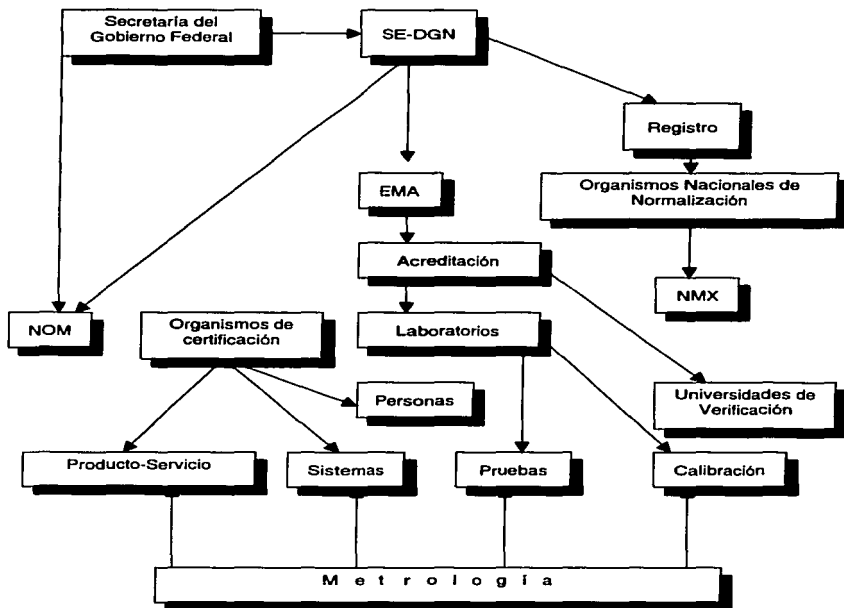 Secretaría del
Gobierno Federal
SE-DGN
Registro
EMA
Organismos Nacionales de
Normalización
Acreditación
NMX
NOM
Organismos de
certificación
Laboratorios
Personas
Universidades de
Verificación
Producto-Servicio
Sistemas
Pruebas
Calibración
Metrología